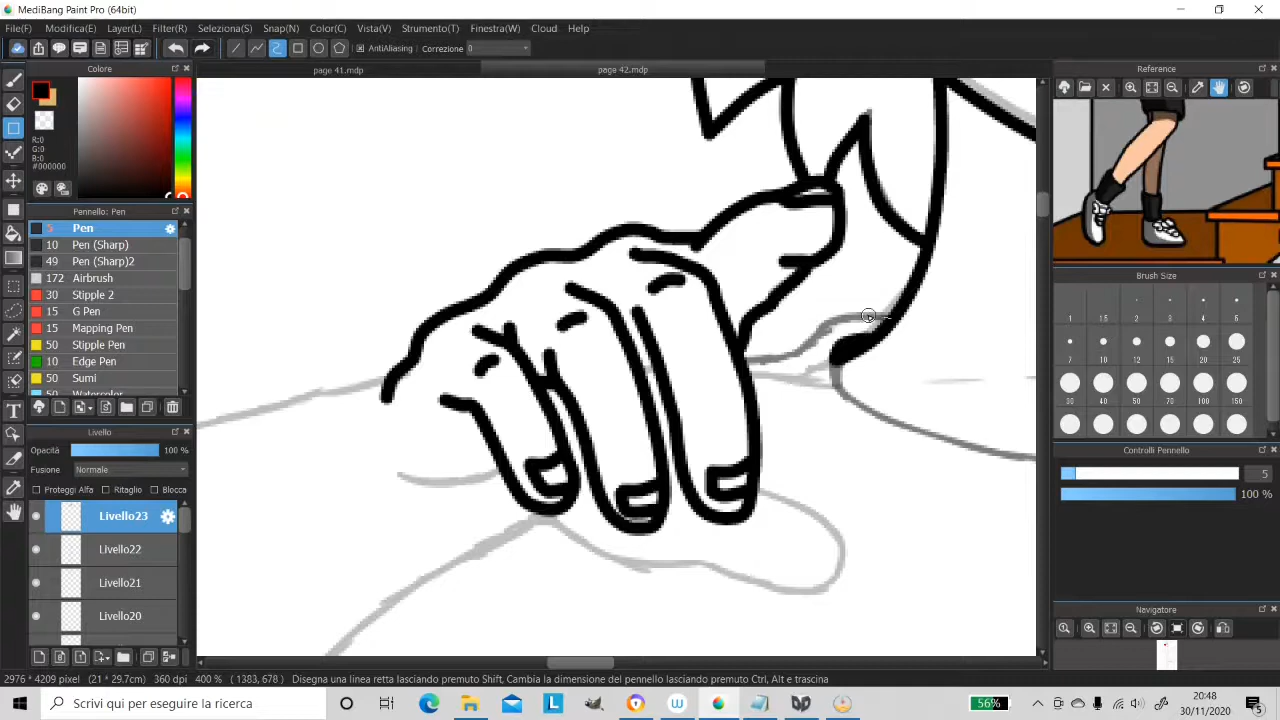 MediBang Paint Pro (64bit)
File(F) Modifica(E) Layer(L) Filter(R) Seleziona(S) Snap(N) Color(C) Vista(V) Strumento(T) Finestra(W) Cloud Help
AntiAliasing Correzione 0
Colore
page 41.mdp page 42.mdp
Reference
R:0
G:0
B:0
#000000
Pennello: Pen
5 Pen
10 Pen (Sharp)
49 Pen (Sharp)2
172 Airbrush
30 Stipple 2
15 G Pen
15 Mapping Pen
50 Stipple Pen
10 Edge Pen
50 Sumi
50 Watercolor
Brush Size
1 1.5 2 3 4 5
7 10 12 15 20 25
30 40 50 70 100 150
Livello
Opacità 100 %
Fusione Normale
Proteggi Alfa Ritaglio Blocca
Livello23
Livello22
Livello21
Livello20
Controlli Pennello
5
100 %
Navigatore
2976 * 4209 pixel (21 * 29.7cm) 360 dpi 400 % ( 1383, 678 ) Disegna una linea retta lasciando premuto Shift, Cambia la dimensione del pennello lasciando premuto Ctrl, Alt e trascina
Scrivi qui per eseguire la ricerca
56%
20:48
30/11/2020
5